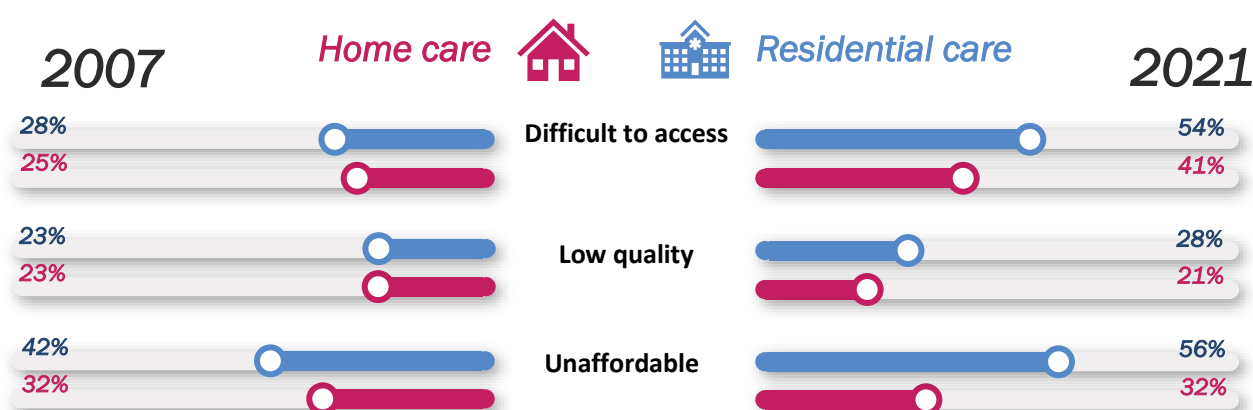 2007
Home care
Residential care
2021
28%
Difficult to access
54%
25%
41%
23%
Low quality
28%
23%
21%
42%
Unaffordable
56%
32%
32%